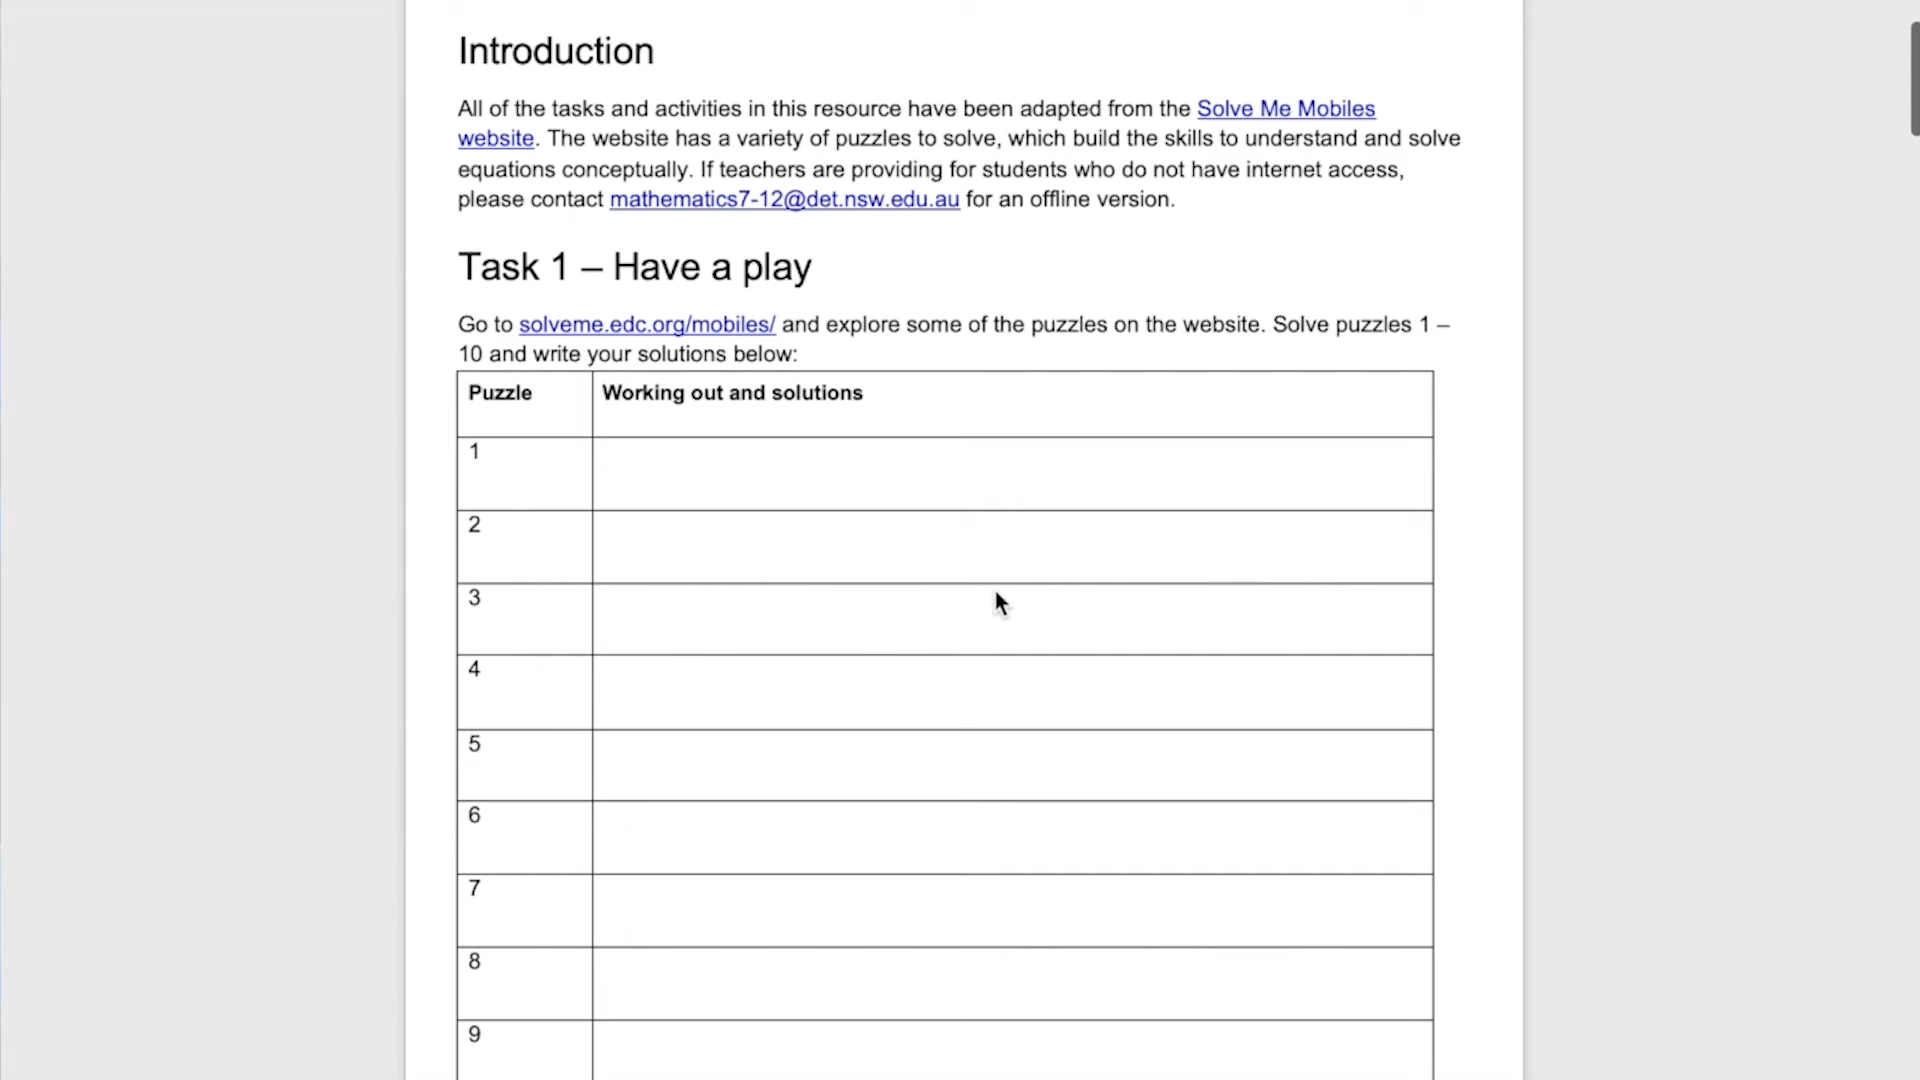 Introduction
All of the tasks and activities in this resource have been adapted from the Solve Me Mobiles
website. The website has a variety of puzzles to solve, which build the skills to understand and solve
equations conceptually. If teachers are providing for students who do not have internet access,
please contact mathematics7-12@det.nsw.edu.au for an offline version.
Task 1 – Have a play
Go to solveme.edc.org/mobiles/ and explore some of the puzzles on the website. Solve puzzles 1 –
10 and write your solutions below:
Puzzle Working out and solutions
1
2
3
4
5
6
7
8
9